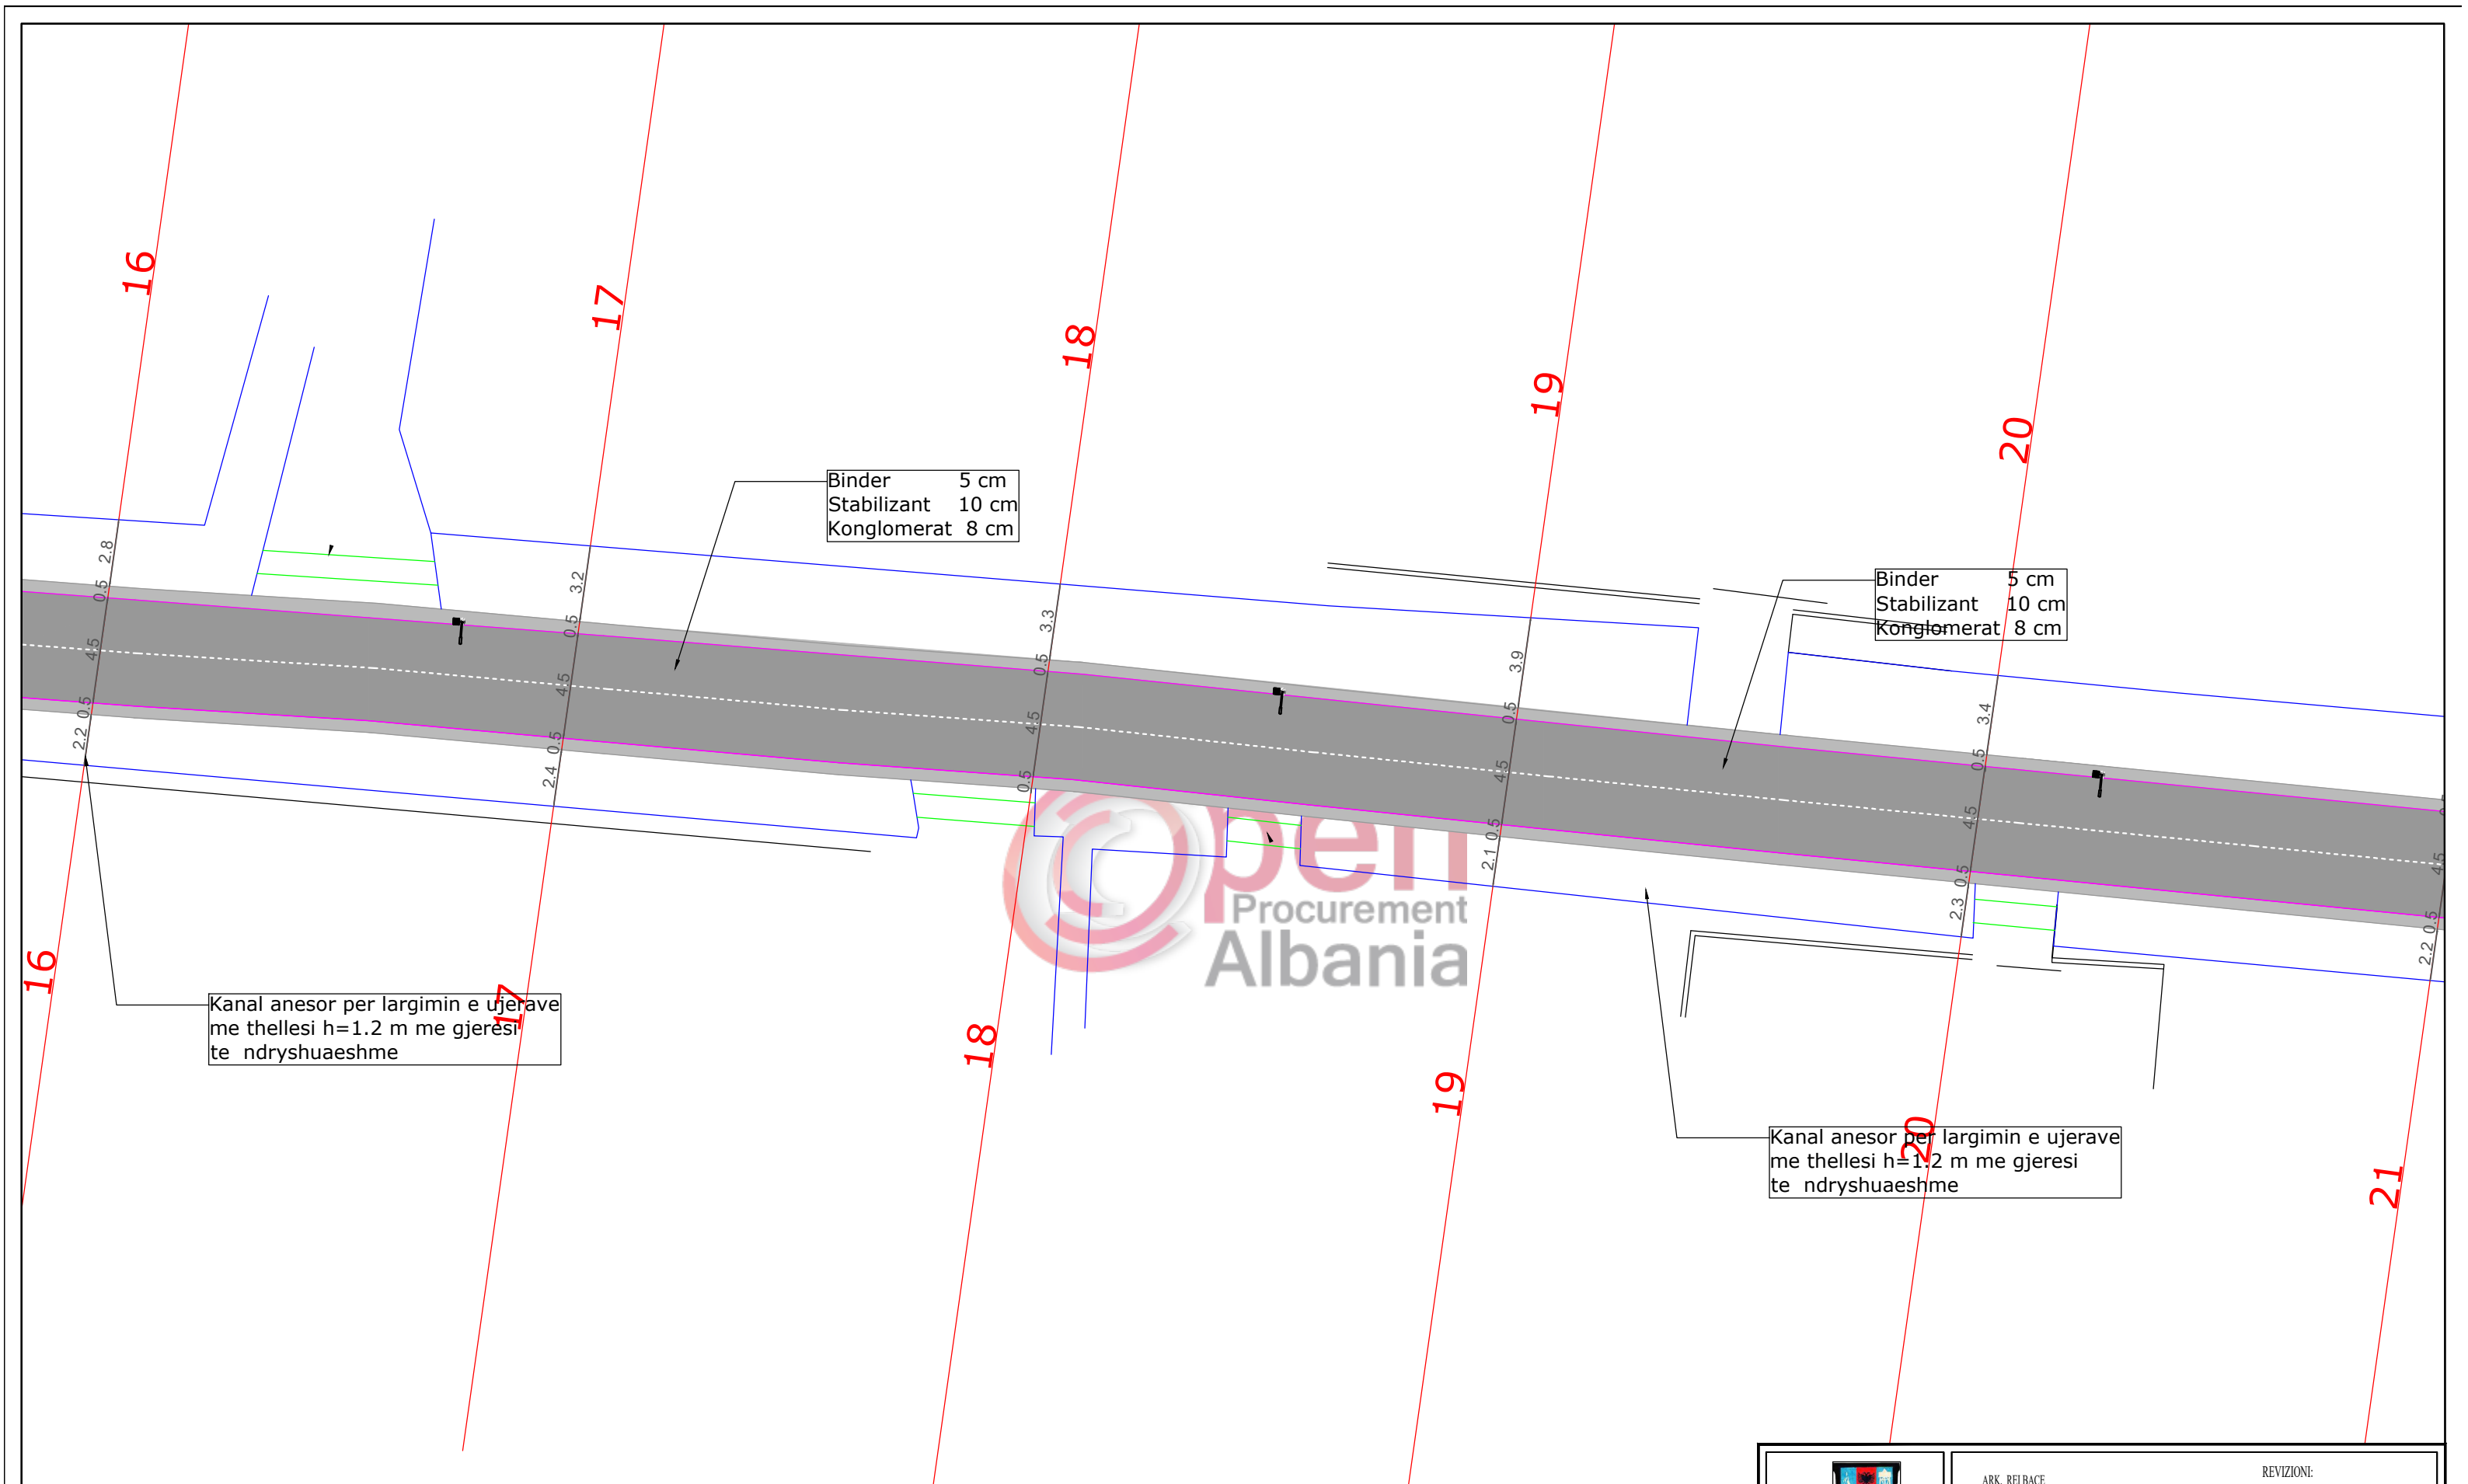 16
17
18
19
20
Binder 5 cm
Stabilizant 10 cm
Konglomerat 8 cm
Binder 5 cm
Stabilizant 10 cm
Konglomerat 8 cm
2.8
0.5
4.5
0.5
2.2
3.2
0.5
4.5
0.5
2.4
3.3
0.5
4.5
0.5
3.9
0.5
4.5
0.5
2.1
3.4
0.5
4.5
0.5
2.3
4.5
0.5
2.2
Open
Procurement
Albania
16
17
18
19
20
21
Kanal anesor per largimin e ujerave
me thellesi h=1.2 m me gjeresi
te ndryshuaeshme
Kanal anesor per largimin e ujerave
me thellesi h=1.2 m me gjeresi
te ndryshuaeshme
REVIZIONI: